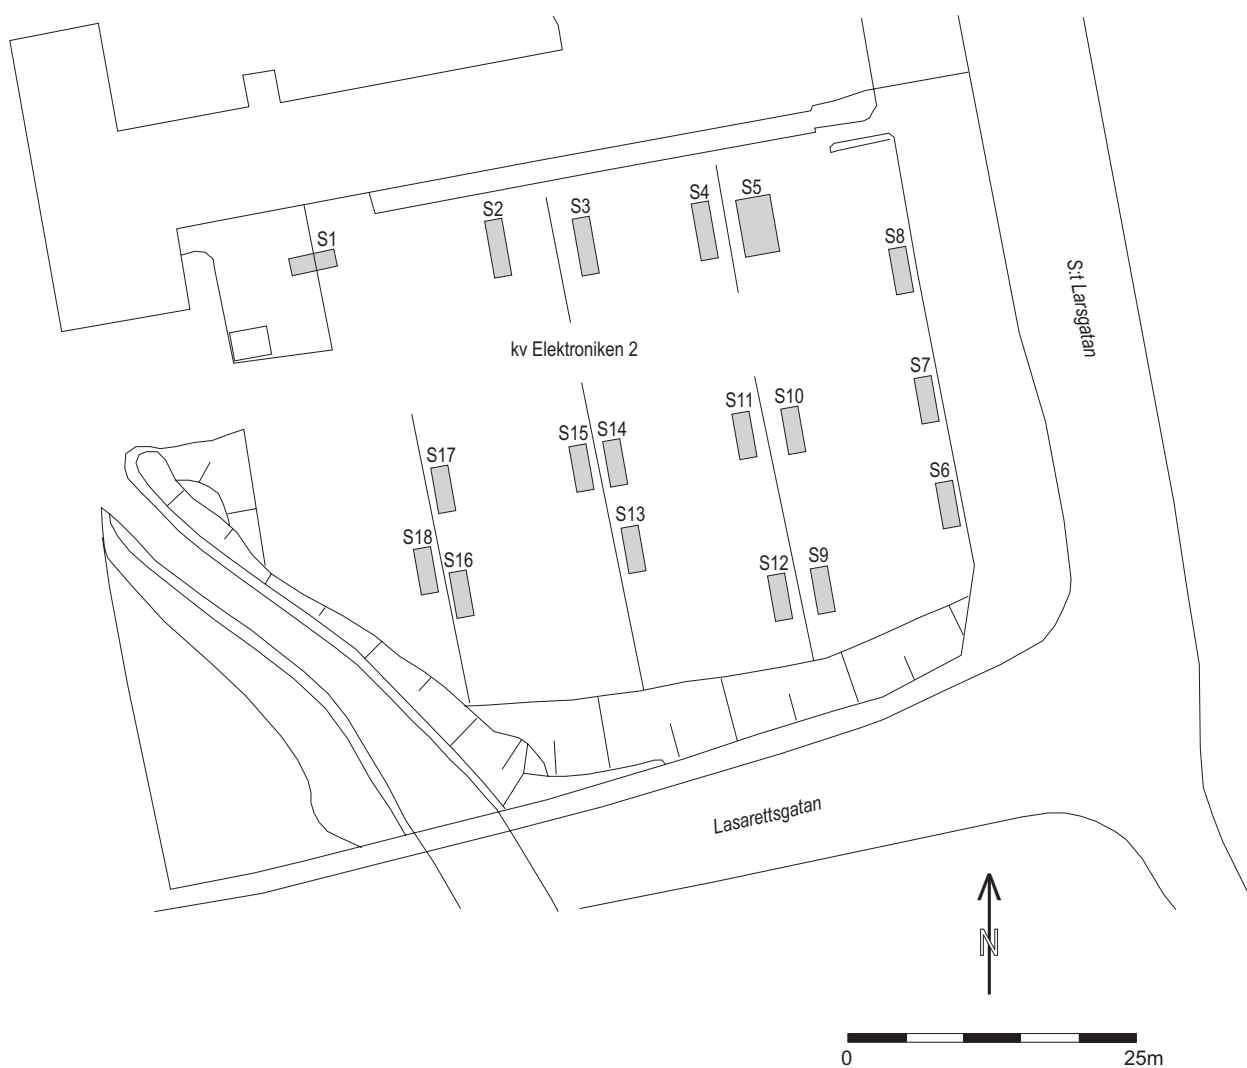 S4
S5
S2
S3
S1
S8
S:t Larsgatan
kv Elektroniken 2
S7
S11
S10
S15
S14
S17
S6
S13
S18
S16
S12
S9
Lasarettsgatan
N
0
25m